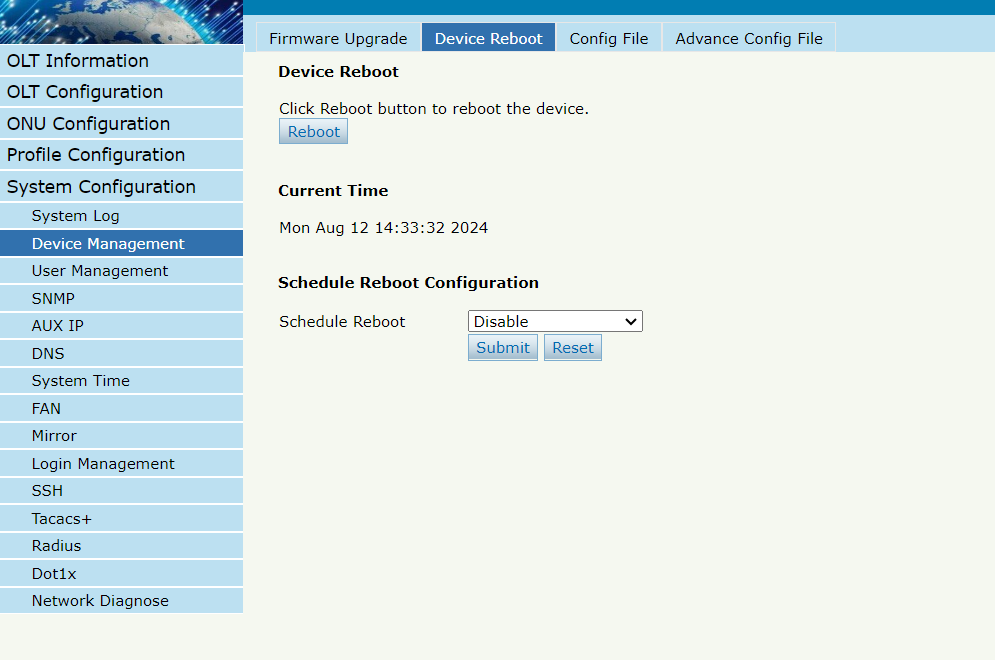 OLT Information
OLT Configuration
ONU Configuration
Profile Configuration
System Configuration
System Log
Device Management
User Management
SNMP
AUX IP
DNS
System Time
FAN
Mirror
Login Management
SSH
Tacacs+
Radius
Dot1x
Network Diagnose
Firmware Upgrade Device Reboot Config File Advance Config File
Device Reboot
Click Reboot button to reboot the device.
Reboot
Current Time
Mon Aug 12 14:33:32 2024
Schedule Reboot Configuration
Schedule Reboot Disable
Submit Reset